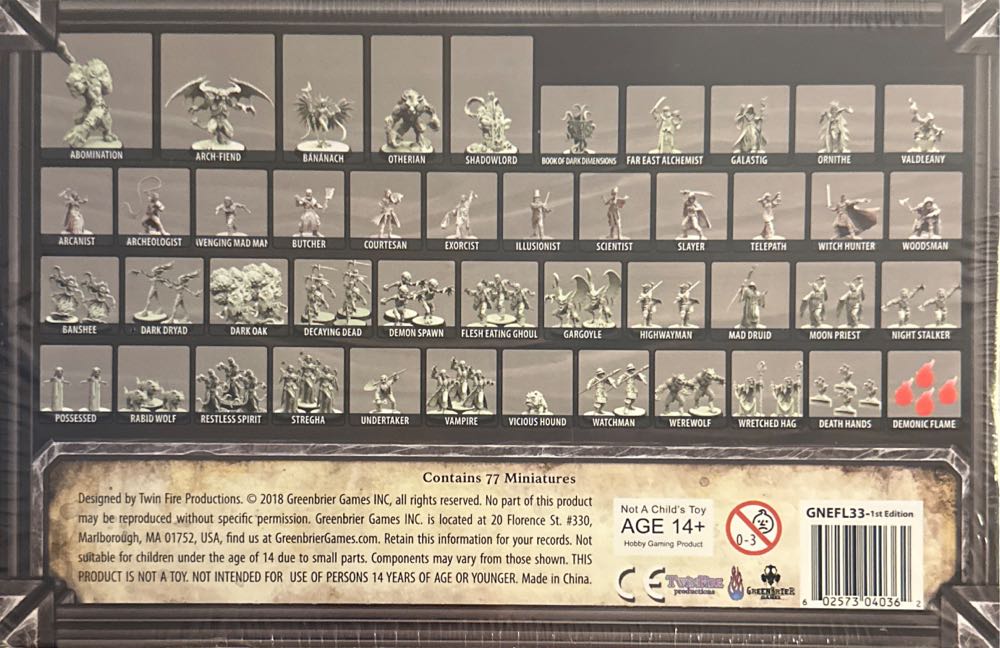 ABOMINATION ARCH-FIEND BÁNÁNACH OTHERIAN SHADOWLORD BOOK OF DARK DIMENSIONS FAR EAST ALCHEMIST GALASTIG ORNITHE VALDLEANY
ARCANIST ARCHEOLOGIST VENGING MAD MAN BUTCHER COURTESAN EXORCIST ILLUSIONIST SCIENTIST SLAYER TELEPATH WITCH HUNTER WOODSMAN
BANSHEE DARK DRYAD DARK OAK DECAYING DEAD DEMON SPAWN FLESH EATING GHOUL GARGOYLE HIGHWAYMAN MAD DRUID MOON PRIEST NIGHT STALKER
POSSESSED RABID WOLF RESTLESS SPIRIT STREGHA UNDERTAKER VAMPIRE VICIOUS HOUND WATCHMAN WEREWOLF WRETCHED HAG DEATH HANDS DEMONIC FLAME
Contains 77 Miniatures
Designed by Twin Fire Productions. © 2018 Greenbrier Games INC, all rights reserved. No part of this product
may be reproduced without specific permission. Greenbrier Games INC. is located at 20 Florence St. #330,
Marlborough, MA 01752, USA, find us at GreenbrierGames.com. Retain this information for your records. Not
suitable for children under the age of 14 due to small parts. Components may vary from those shown. THIS
PRODUCT IS NOT A TOY. NOT INTENDED FOR USE OF PERSONS 14 YEARS OF AGE OR YOUNGER. Made in China.
Not A Child's Toy
AGE 14+
Hobby Gaming Product
0-3
CE TwinFire productions GREENBRIER GAMES
GNEFL33-1st Edition
6 02573 04036 2